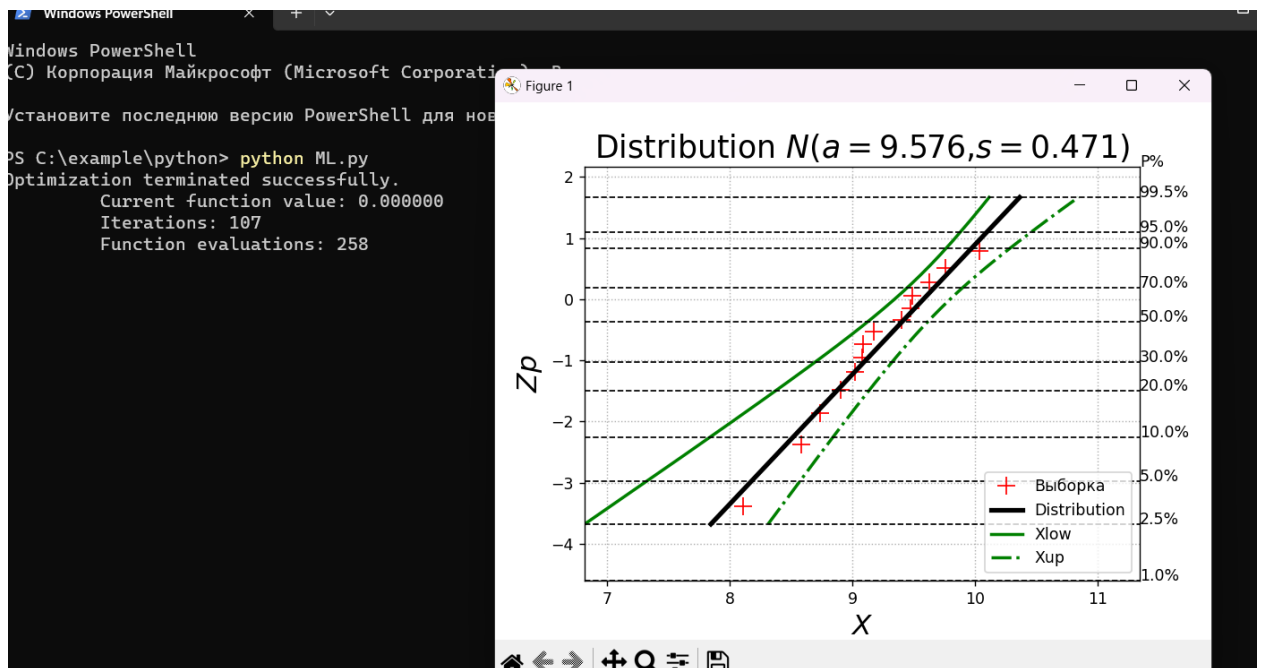 Windows PowerShell
Windows PowerShell
(C) Корпорация Майкрософт (Microsoft
Установите последнюю версию PowerShell для
PS C:\example\python> python ML.py
Optimization terminated successfully.
Current function value: 0.000000
Iterations: 107
Function evaluations: 258
Figure 1
Distribution N(a = 9.576,s = 0.471)
P%
2
99.5%
1
95.0%
90.0%
0
70.0%
50.0%
−1
30.0%
−2
20.0%
10.0%
−3
5.0%
−4
2.5%
1.0%
Zp
Выборка
Distribution
Xlow
Xup
7 8 9 10 11
X